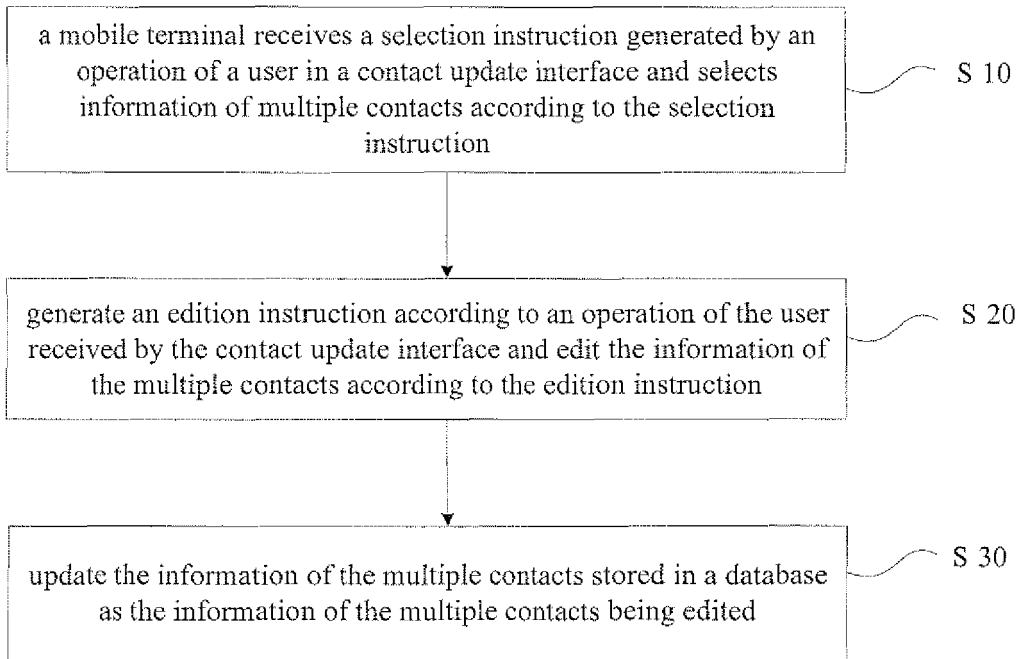 a mobile terminal receives a selection instruction generated by an
operation of a user in a contact update interface and selects
information of multiple contacts according to the selection
instruction
S 10
generate an edition instruction according to an operation of the user
received by the contact update interface and edit the information of
the multiple contacts according to the edition instruction
S 20
update the information of the multiple contacts stored in a database
as the information of the multiple contacts being edited
S 30